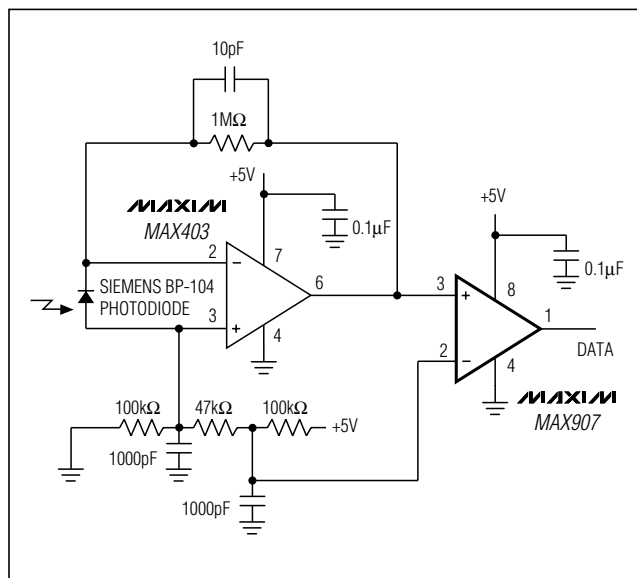 10pF
1MΩ
+5V
MAXIM
MAX403
0.1µF
2
−
7
6
SIEMENS BP-104
PHOTODIODE
3
+
4
+5V
0.1µF
3
+
8
1
DATA
2
−
4
MAXIM
MAX907
100kΩ
47kΩ
100kΩ
+5V
1000pF
1000pF